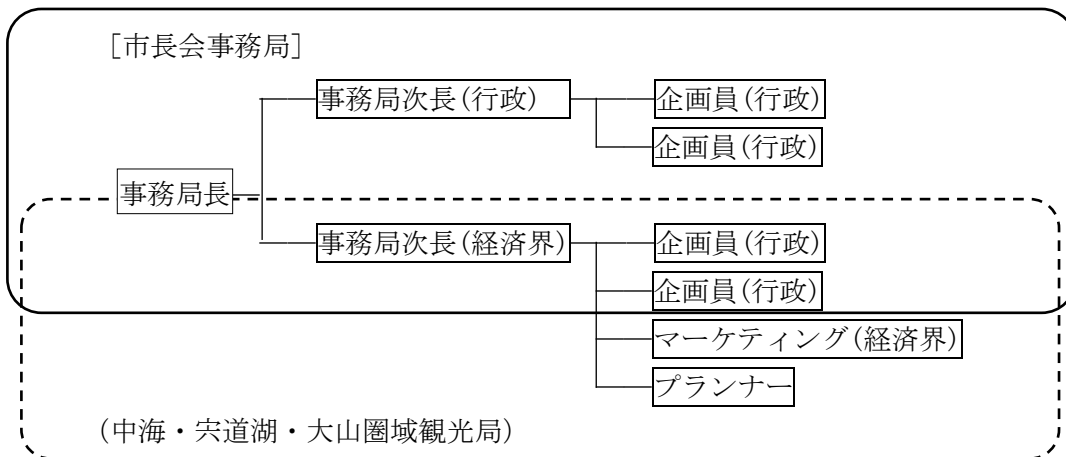 ［市長会事務局］
事務局次長(行政)
企画員(行政)
企画員(行政)
事務局長
事務局次長(経済界)
企画員(行政)
企画員(行政)
マーケティング(経済界)
プランナー
(中海・宍道湖・大山圏域観光局)